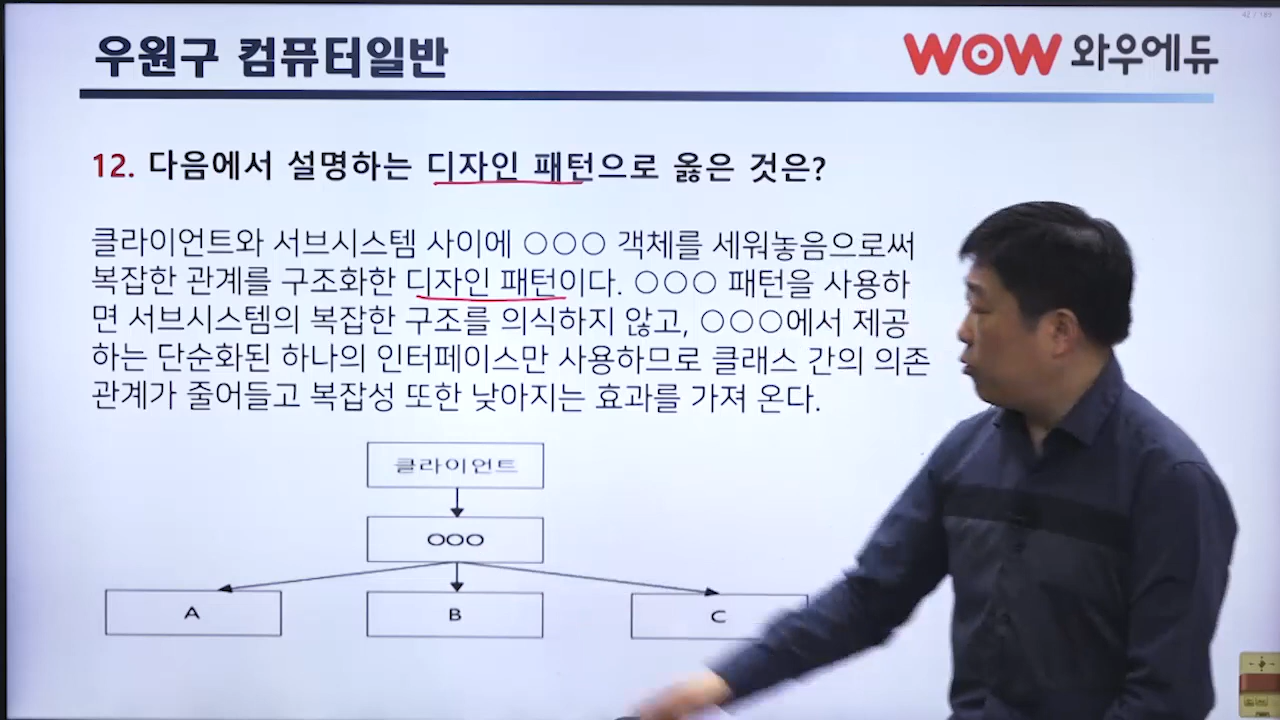 우원구 컴퓨터일반
WOW 와우에듀
12. 다음에서 설명하는 디자인 패턴으로 옳은 것은?
클라이언트와 서브시스템 사이에 ○○○ 객체를 세워놓음으로써
복잡한 관계를 구조화한 디자인 패턴이다. ○○○ 패턴을 사용하
면 서브시스템의 복잡한 구조를 의식하지 않고, ○○○에서 제공
하는 단순화된 하나의 인터페이스만 사용하므로 클래스 간의 의존
관계가 줄어들고 복잡성 또한 낮아지는 효과를 가져 온다.
클라이언트
○○○
A B C